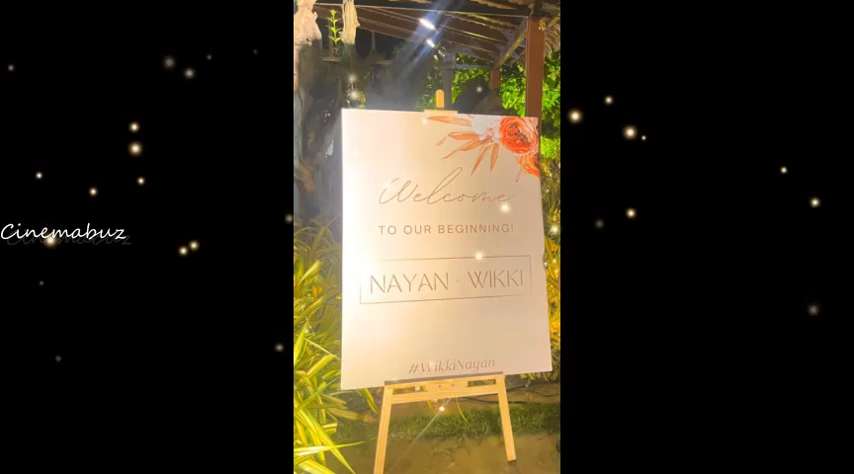 Cinemabuz
Welcome
TO OUR BEGINNING!
NAYAN · WIKKI
#WikkiNayan